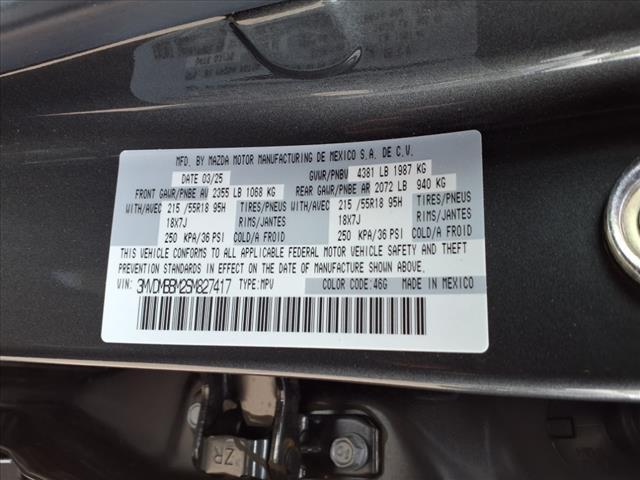 MFD. BY MAZDA MOTOR MANUFACTURING DE MEXICO S.A. DE C.V.
DATE 03/25 GVWR/PNBV 4381 LB 1987 KG
FRONT GAWR/PNBE AV 2355 LB 1068 KG REAR GAWR/PNBE AR 2072 LB 940 KG
WITH/AVEC 215 /55R18 95H TIRES/PNEUS WITH/AVEC 215 /55R18 95H TIRES/PNEUS
18X7J RIMS/JANTES 18X7J RIMS/JANTES
250 KPA/36 PSI COLD/A FROID 250 KPA/36 PSI COLD/A FROID
THIS VEHICLE CONFORMS TO ALL APPLICABLE FEDERAL MOTOR VEHICLE SAFETY AND THEFT
PREVENTION STANDARDS IN EFFECT ON THE DATE OF MANUFACTURE SHOWN ABOVE.
VIN: 3MVDMBBM2SM827417 TYPE: MPV COLOR CODE: 46G MADE IN MEXICO
ZR